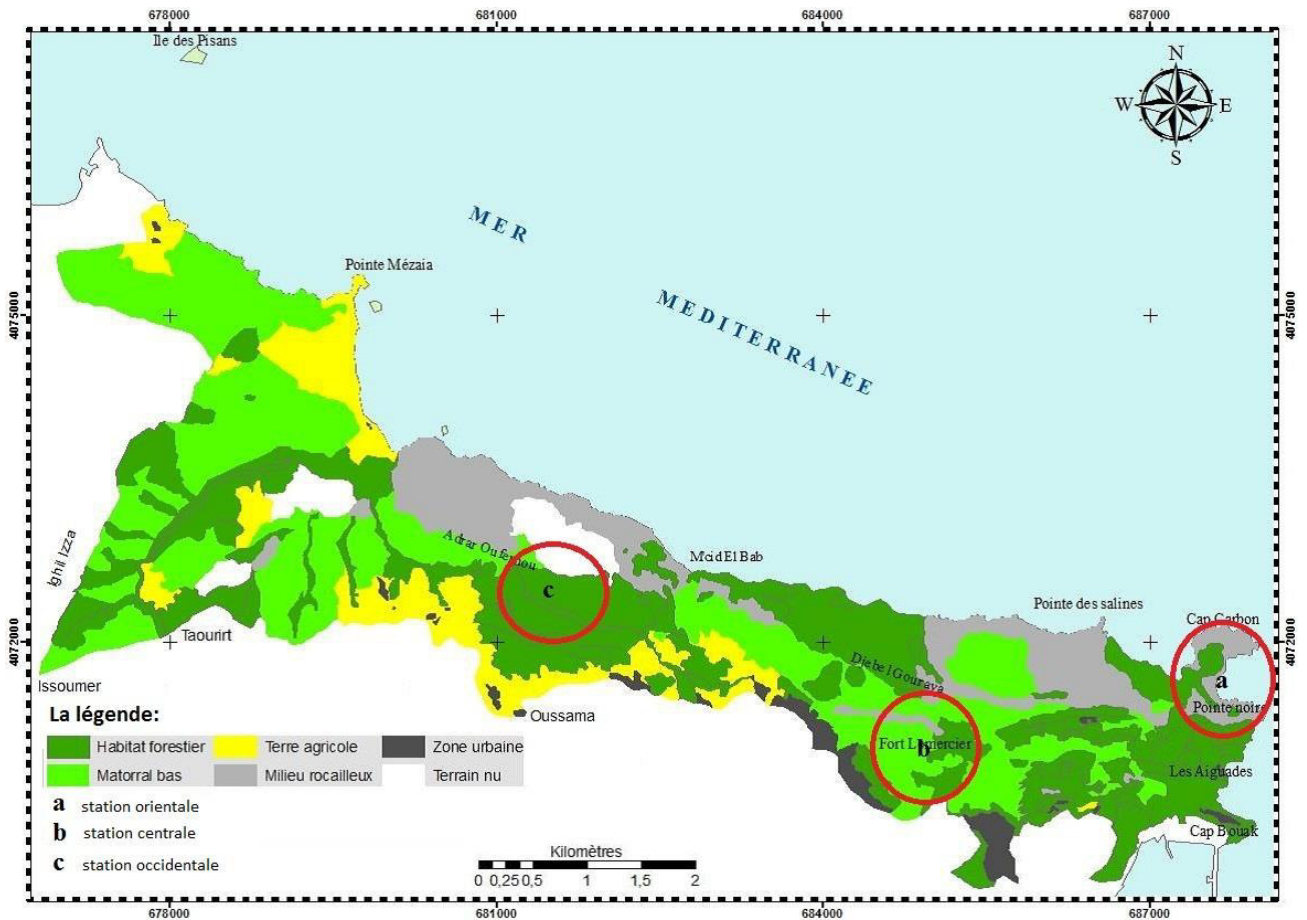 678000
681000
684000
687000
Ile des Pisans
N
W
E
S
MER
MEDITERRANEE
Pointe Mézaia
4075000
4075000
Adrar Oufernou
M'cid El Bab
Pointe des salines
Cap Carbon
Ighil Izza
c
4072000
4072000
Taourirt
Djebel Gouraya
a
Issoumer
Pointe noire
Oussama
Fort Lemercier
b
Les Aiguades
Cap Bouak
La légende:
Habitat forestier
Terre agricole
Zone urbaine
Matorral bas
Milieu rocailleux
Terrain nu
a station orientale
b station centrale
c station occidentale
Kilomètres
0 0,25 0,5 1 1,5 2
678000
681000
684000
687000